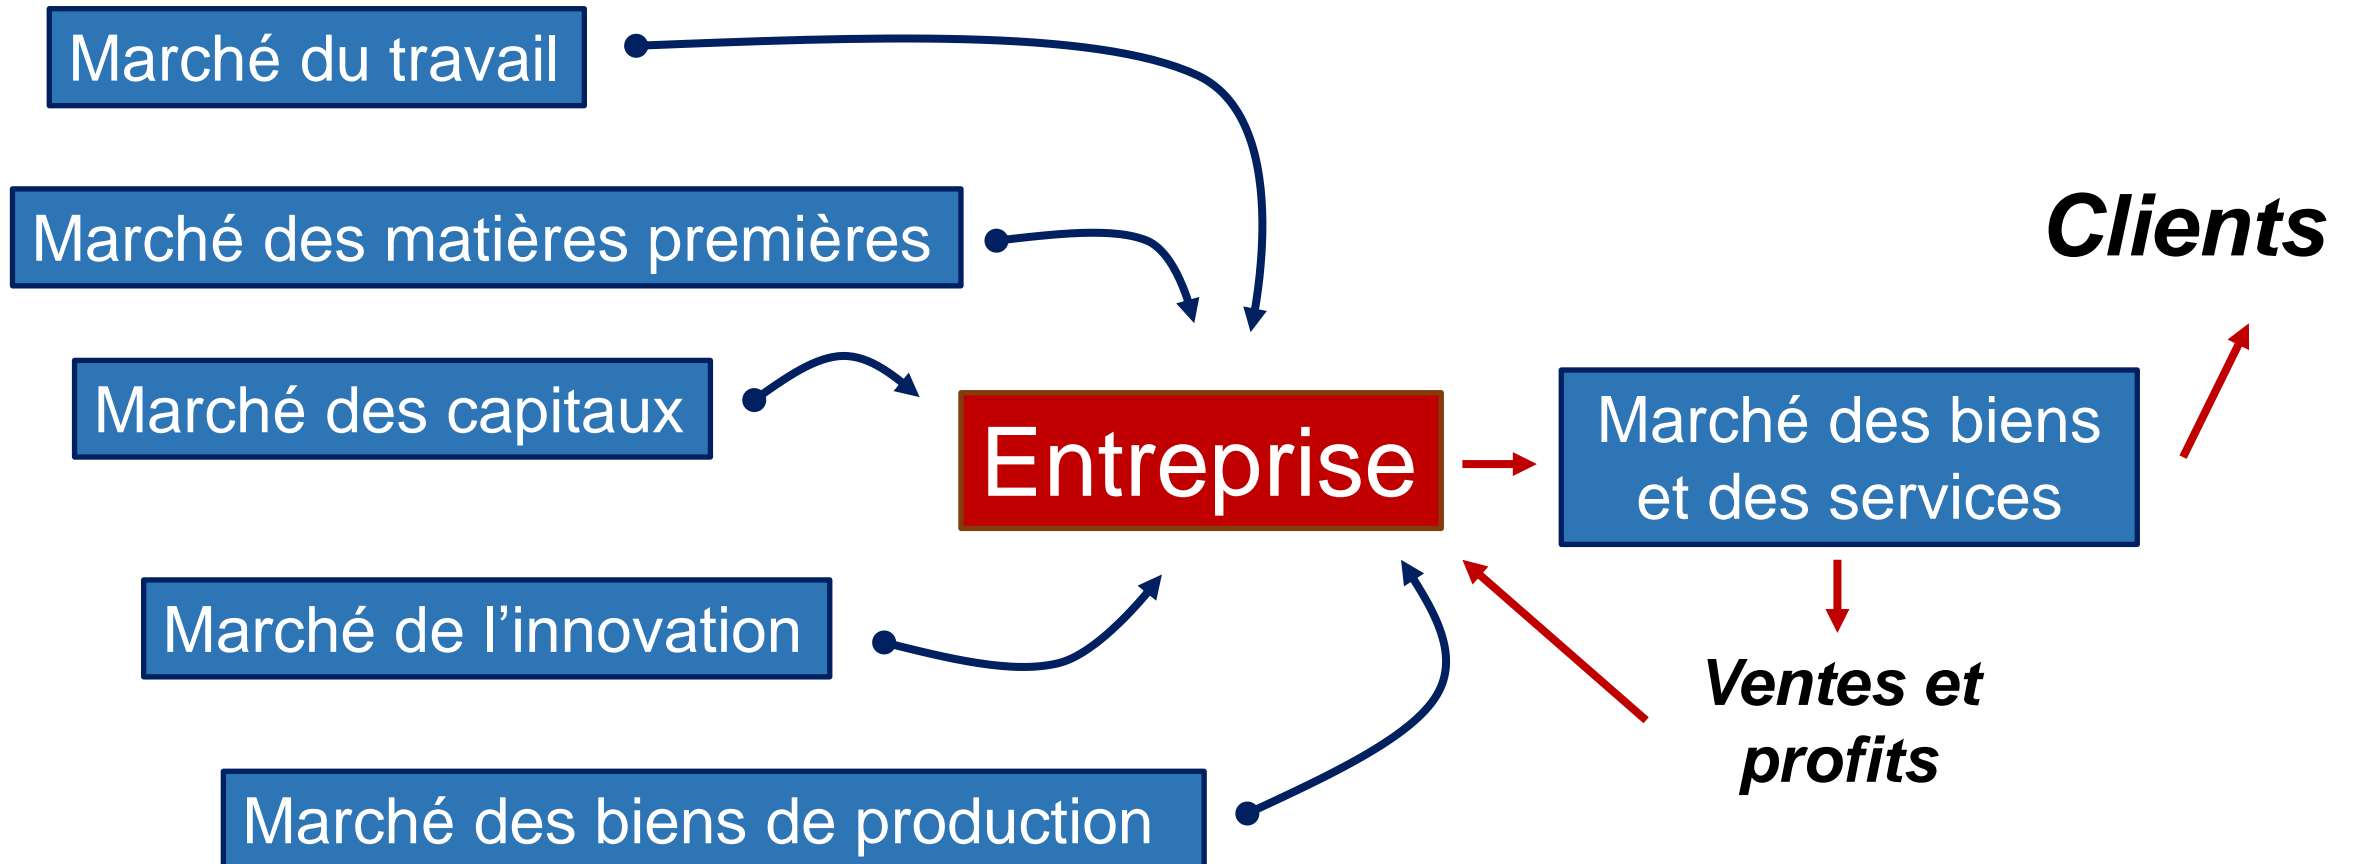 Marché du travail
Marché des matières premières
Clients
Marché des capitaux
Entreprise
Marché des biens
et des services
Marché de l’innovation
Ventes et
profits
Marché des biens de production